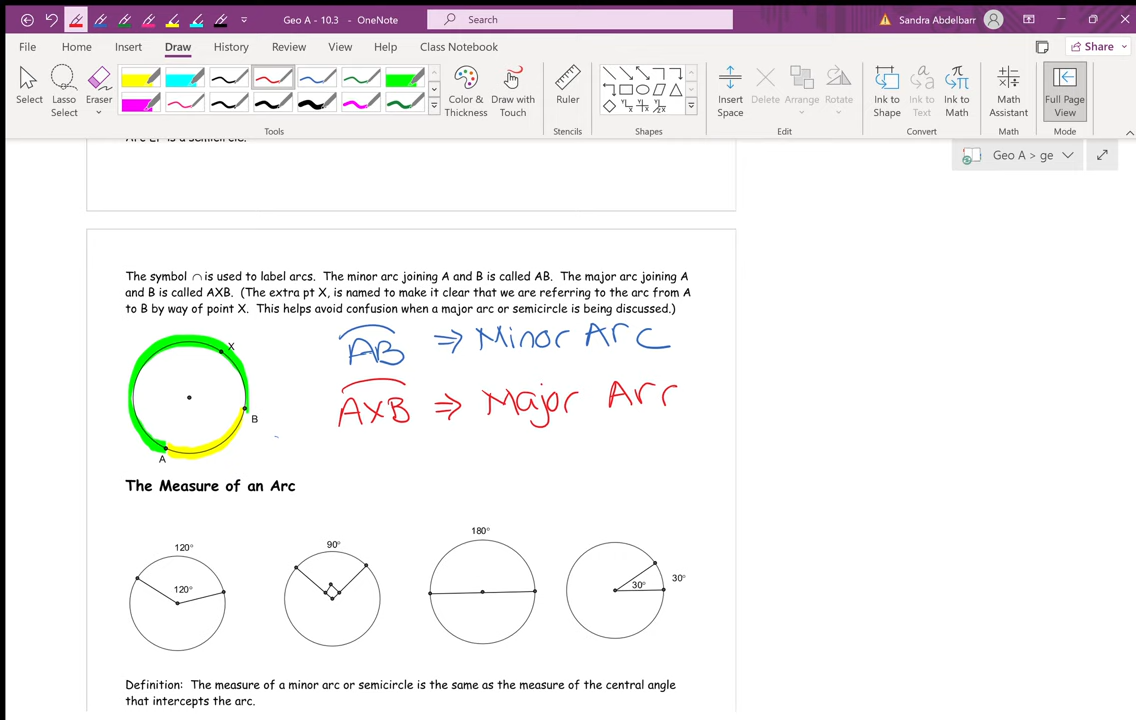 Geo A - 10.3 - OneNote
Search
Sandra Abdelbarr
File Home Insert Draw History Review View Help Class Notebook
Share
Select
Lasso Select
Eraser
Color & Thickness
Draw with Touch
Ruler
Insert Space
Delete
Arrange
Rotate
Ink to Shape
Ink to Text
Ink to Math
Math Assistant
Full Page View
Tools
Stencils
Shapes
Edit
Convert
Math
Mode
Arc EF is a semicircle.
Geo A > ge
The symbol ∩ is used to label arcs. The minor arc joining A and B is called AB. The major arc joining A
and B is called AXB. (The extra pt X, is named to make it clear that we are referring to the arc from A
to B by way of point X. This helps avoid confusion when a major arc or semicircle is being discussed.)
X
B
A
AB ⇒ Minor Arc
AXB ⇒ Major Arr
The Measure of an Arc
120°
120°
90°
180°
30°
30°
Definition: The measure of a minor arc or semicircle is the same as the measure of the central angle
that intercepts the arc.